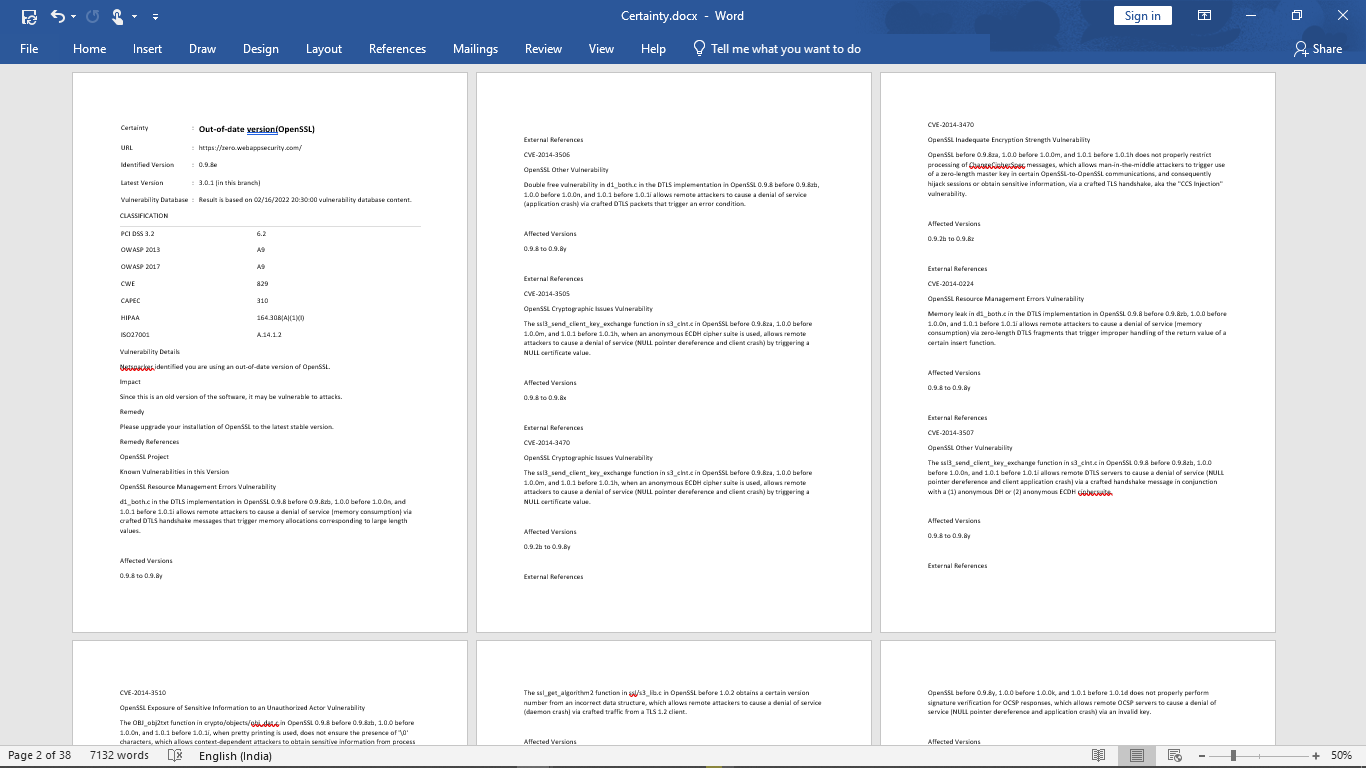 Certainty.docx - Word
Sign in
File Home Insert Draw Design Layout References Mailings Review View Help Tell me what you want to do Share
Certainty : Out-of-date version(OpenSSL)
URL : https://zero.webappsecurity.com/
Identified Version : 0.9.8e
Latest Version : 3.0.1 (in this branch)
Vulnerability Database : Result is based on 02/16/2022 20:30:00 vulnerability database content.
CLASSIFICATION
PCI DSS 3.2 6.2
OWASP 2013 A9
OWASP 2017 A9
CWE 829
CAPEC 310
HIPAA 164.308(A)(1)(I)
ISO27001 A.14.1.2
Vulnerability Details
Netsparker identified you are using an out-of-date version of OpenSSL.
Impact
Since this is an old version of the software, it may be vulnerable to attacks.
Remedy
Please upgrade your installation of OpenSSL to the latest stable version.
Remedy References
OpenSSL Project
Known Vulnerabilities in this Version
OpenSSL Resource Management Errors Vulnerability
d1_both.c in the DTLS implementation in OpenSSL 0.9.8 before 0.9.8zb, 1.0.0 before 1.0.0n, and
1.0.1 before 1.0.1i allows remote attackers to cause a denial of service (memory consumption) via
crafted DTLS handshake messages that trigger memory allocations corresponding to large length
values.
Affected Versions
0.9.8 to 0.9.8y
External References
CVE-2014-3506
OpenSSL Other Vulnerability
Double free vulnerability in d1_both.c in the DTLS implementation in OpenSSL 0.9.8 before 0.9.8zb,
1.0.0 before 1.0.0n, and 1.0.1 before 1.0.1i allows remote attackers to cause a denial of service
(application crash) via crafted DTLS packets that trigger an error condition.
Affected Versions
0.9.8 to 0.9.8y
External References
CVE-2014-3505
OpenSSL Cryptographic Issues Vulnerability
The ssl3_send_client_key_exchange function in s3_clnt.c in OpenSSL before 0.9.8za, 1.0.0 before
1.0.0m, and 1.0.1 before 1.0.1h, when an anonymous ECDH cipher suite is used, allows remote
attackers to cause a denial of service (NULL pointer dereference and client crash) by triggering a
NULL certificate value.
Affected Versions
0.9.8 to 0.9.8x
External References
CVE-2014-3470
OpenSSL Cryptographic Issues Vulnerability
The ssl3_send_client_key_exchange function in s3_clnt.c in OpenSSL before 0.9.8za, 1.0.0 before
1.0.0m, and 1.0.1 before 1.0.1h, when an anonymous ECDH cipher suite is used, allows remote
attackers to cause a denial of service (NULL pointer dereference and client crash) by triggering a
NULL certificate value.
Affected Versions
0.9.2b to 0.9.8y
External References
CVE-2014-3470
OpenSSL Inadequate Encryption Strength Vulnerability
OpenSSL before 0.9.8za, 1.0.0 before 1.0.0m, and 1.0.1 before 1.0.1h does not properly restrict
processing of ChangeCipherSpec messages, which allows man-in-the-middle attackers to trigger use
of a zero-length master key in certain OpenSSL-to-OpenSSL communications, and consequently
hijack sessions or obtain sensitive information, via a crafted TLS handshake, aka the "CCS Injection"
vulnerability.
Affected Versions
0.9.2b to 0.9.8z
External References
CVE-2014-0224
OpenSSL Resource Management Errors Vulnerability
Memory leak in d1_both.c in the DTLS implementation in OpenSSL 0.9.8 before 0.9.8zb, 1.0.0 before
1.0.0n, and 1.0.1 before 1.0.1i allows remote attackers to cause a denial of service (memory
consumption) via zero-length DTLS fragments that trigger improper handling of the return value of a
certain insert function.
Affected Versions
0.9.8 to 0.9.8y
External References
CVE-2014-3507
OpenSSL Other Vulnerability
The ssl3_send_client_key_exchange function in s3_clnt.c in OpenSSL 0.9.8 before 0.9.8zb, 1.0.0
before 1.0.0n, and 1.0.1 before 1.0.1i allows remote DTLS servers to cause a denial of service (NULL
pointer dereference and client application crash) via a crafted handshake message in conjunction
with a (1) anonymous DH or (2) anonymous ECDH ciphersuite.
Affected Versions
0.9.8 to 0.9.8y
External References
CVE-2014-3510
OpenSSL Exposure of Sensitive Information to an Unauthorized Actor Vulnerability
The OBJ_obj2txt function in crypto/objects/obj_dat.c in OpenSSL 0.9.8 before 0.9.8zb, 1.0.0 before
1.0.0n, and 1.0.1 before 1.0.1i, when pretty printing is used, does not ensure the presence of '\0'
characters, which allows context-dependent attackers to obtain sensitive information from process
The ssl_get_algorithm2 function in ssl/s3_lib.c in OpenSSL before 1.0.2 obtains a certain version
number from an incorrect data structure, which allows remote attackers to cause a denial of service
(daemon crash) via crafted traffic from a TLS 1.2 client.
Affected Versions
OpenSSL before 0.9.8y, 1.0.0 before 1.0.0k, and 1.0.1 before 1.0.1d does not properly perform
signature verification for OCSP responses, which allows remote OCSP servers to cause a denial of
service (NULL pointer dereference and application crash) via an invalid key.
Affected Versions
Page 2 of 38 7132 words English (India) 50%